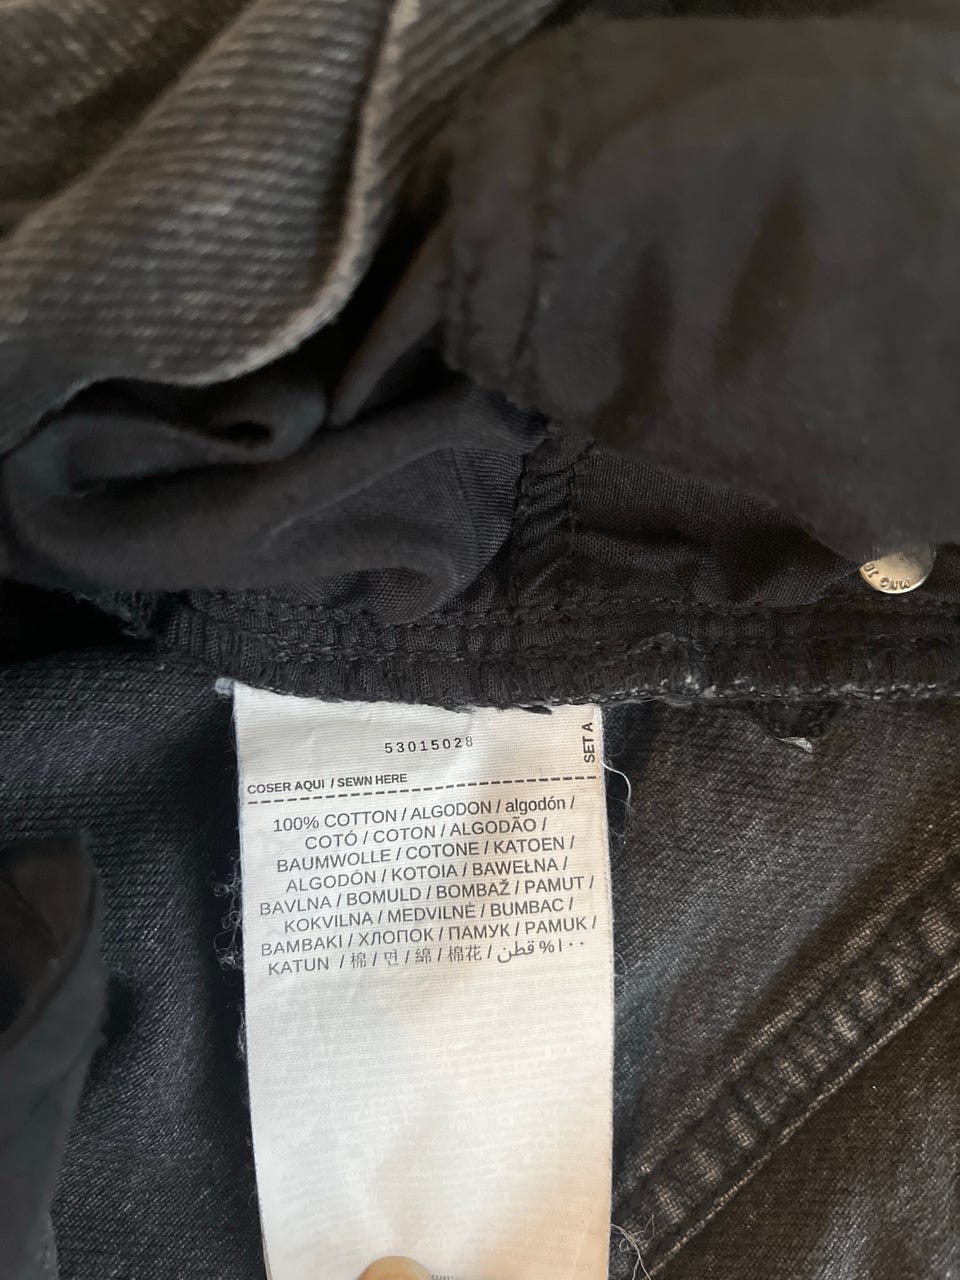 MNG
53015028
SET A
COSER AQUI / SEWN HERE
100% COTTON / ALGODON / algodón /
COTÓ / COTON / ALGODÃO /
BAUMWOLLE / COTONE / KATOEN /
ALGODÓN / KOTOIA / BAWEŁNA /
BAVLNA / BOMULD / BOMBAŽ / PAMUT /
KOKVILNA / MEDVILNĖ / BUMBAC /
BAMBAKI / ХЛОПОК / ПАМУК / PAMUK /
KATUN / 棉 / 면 / 綿 / 棉花 / قطن %١٠٠